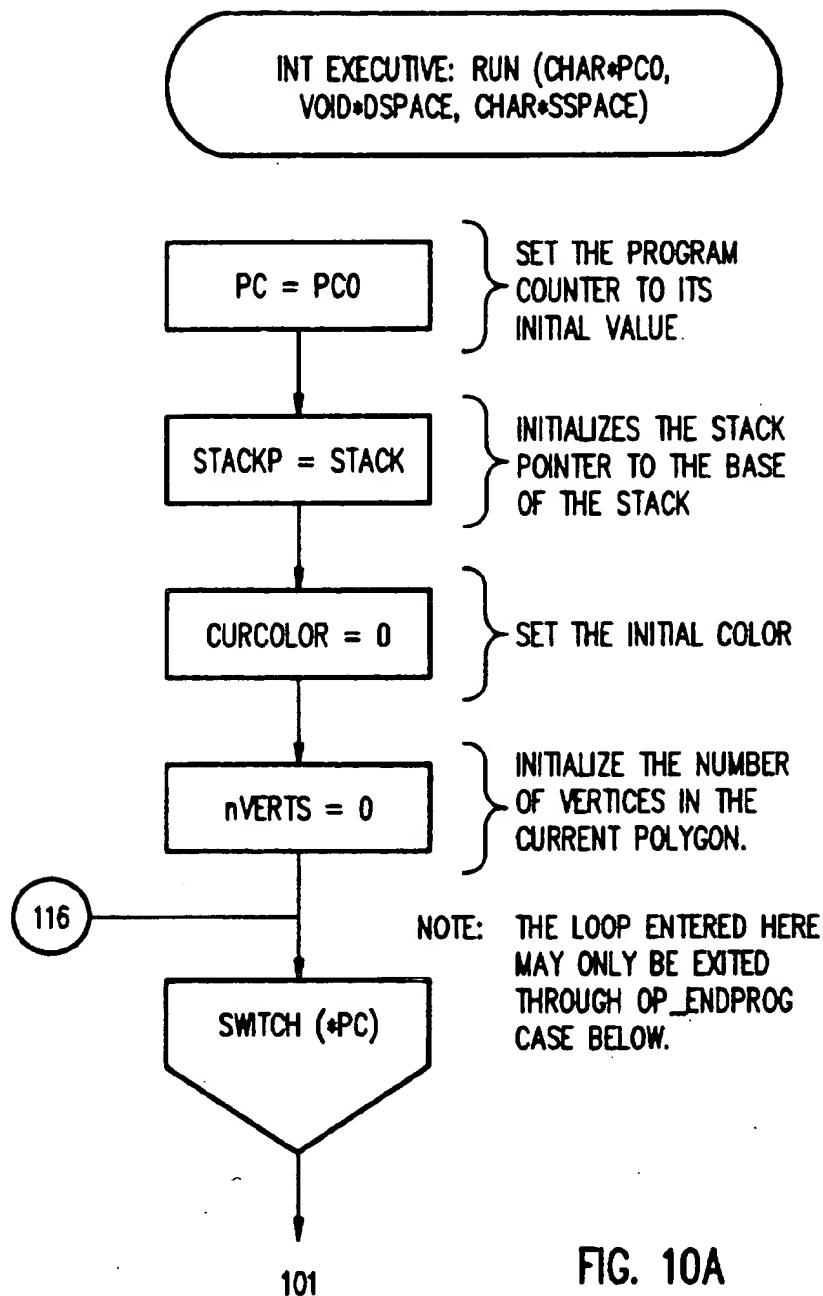 INT EXECUTIVE: RUN (CHAR*PC0,
VOID*DSPACE, CHAR*SSPACE)
PC = PC0
SET THE PROGRAM
COUNTER TO ITS
INITIAL VALUE.
STACKP = STACK
INITIALIZES THE STACK
POINTER TO THE BASE
OF THE STACK
CURCOLOR = 0
SET THE INITIAL COLOR
nVERTS = 0
INITIALIZE THE NUMBER
OF VERTICES IN THE
CURRENT POLYGON.
116
NOTE: THE LOOP ENTERED HERE
MAY ONLY BE EXITED
THROUGH OP_ENDPROG
CASE BELOW.
SWITCH (*PC)
101
FIG. 10A